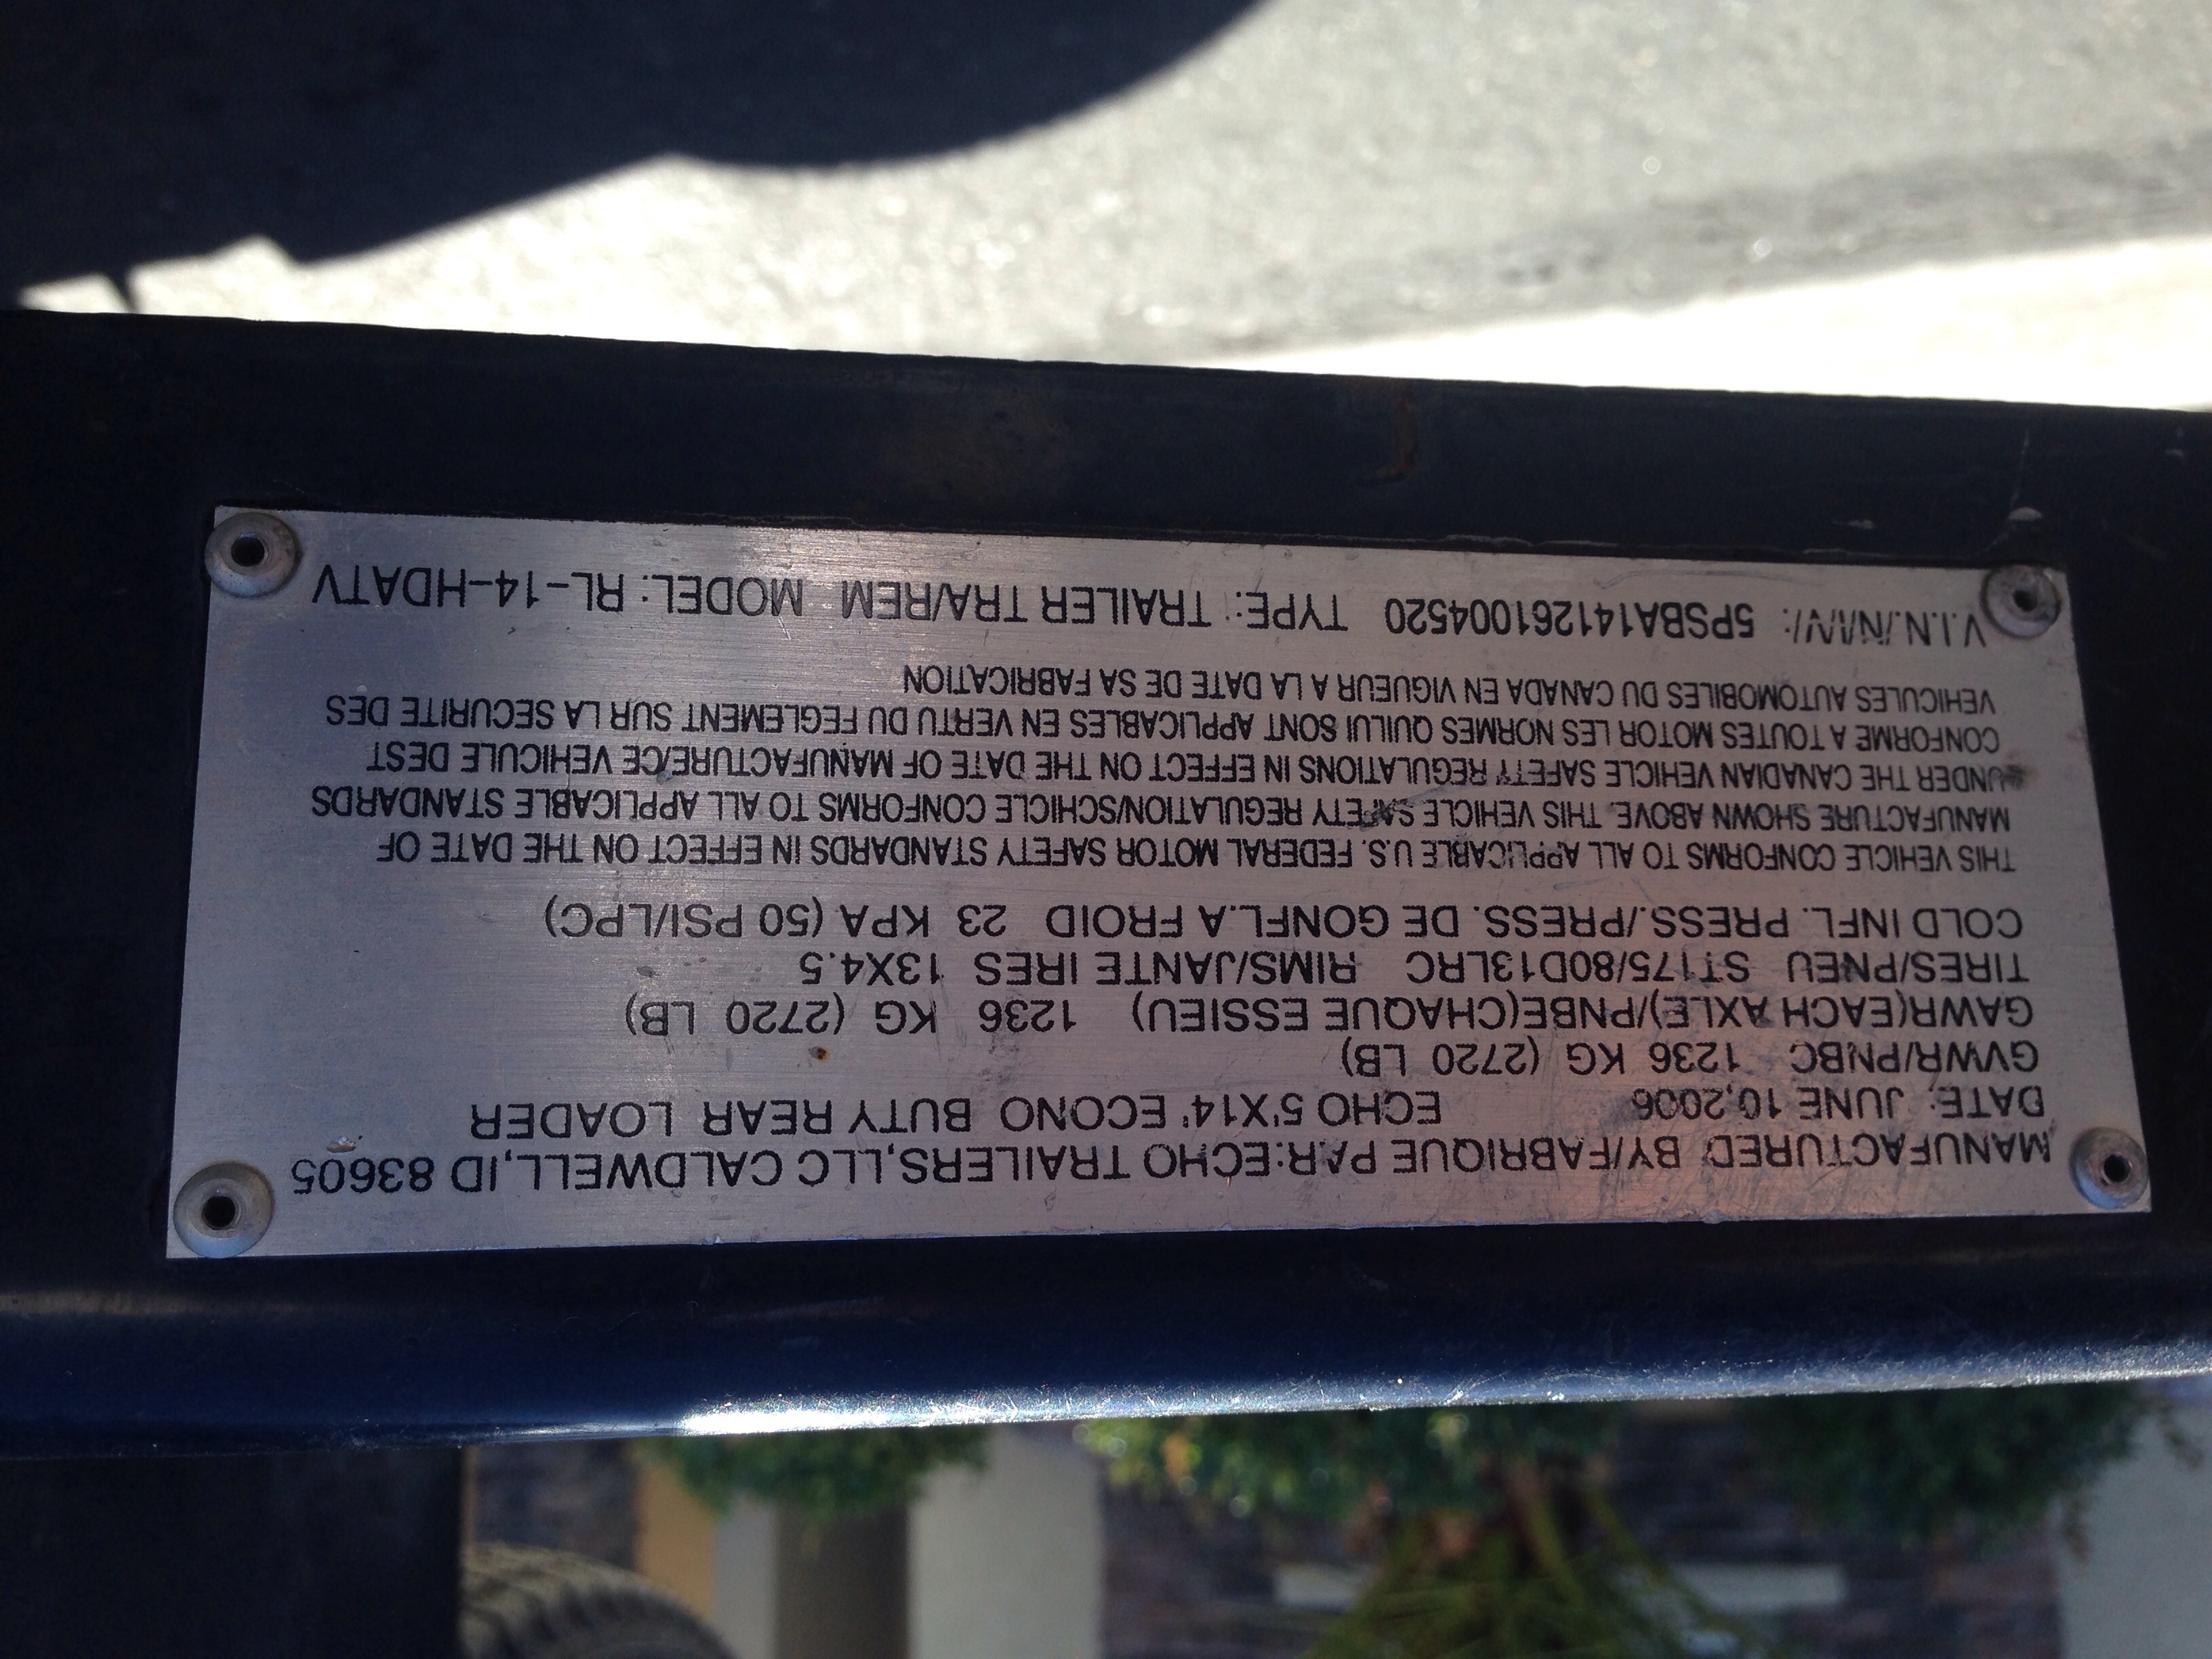 MANUFACTURED BY/FABRIQUE PAR:ECHO TRAILERS,LLC CALDWELL,ID 83605
DATE: JUNE 10,2006 ECHO 5'X14' ECONO BUTY REAR LOADER
GVWR/PNBC 1236 KG (2720 LB)
GAWR(EACH AXLE)/PNBE(CHAQUE ESSIEU) 1236 KG (2720 LB)
TIRES/PNEU ST175/80D13LRC RIMS/JANTE IRES 13X4.5
COLD INFL. PRESS./PRESS. DE GONFL.A FROID 23 KPA (50 PSI/LPC)
THIS VEHICLE CONFORMS TO ALL APPLICABLE U.S. FEDERAL MOTOR SAFETY STANDARDS IN EFFECT ON THE DATE OF
MANUFACTURE SHOWN ABOVE. THIS VEHICLE SAFETY REGULATION/SCHICLE CONFORMS TO ALL APPLICABLE STANDARDS
UNDER THE CANADIAN VEHICLE SAFETY REGULATIONS IN EFFECT ON THE DATE OF MANUFACTURE/CE VEHICULE DEST
CONFORME A TOUTES MOTOR LES NORMES QUILUI SONT APPLICABLES EN VERTU DU FEGLEMENT SUR LA SECURITE DES
VEHICULES AUTOMOBILES DU CANADA EN VIGUEUR A LA DATE DE SA FABRICATION
V.I.N./N/IV/: 5PSBA141261004520 TYPE: TRAILER TRA/REM MODEL: RL-14-HDATV